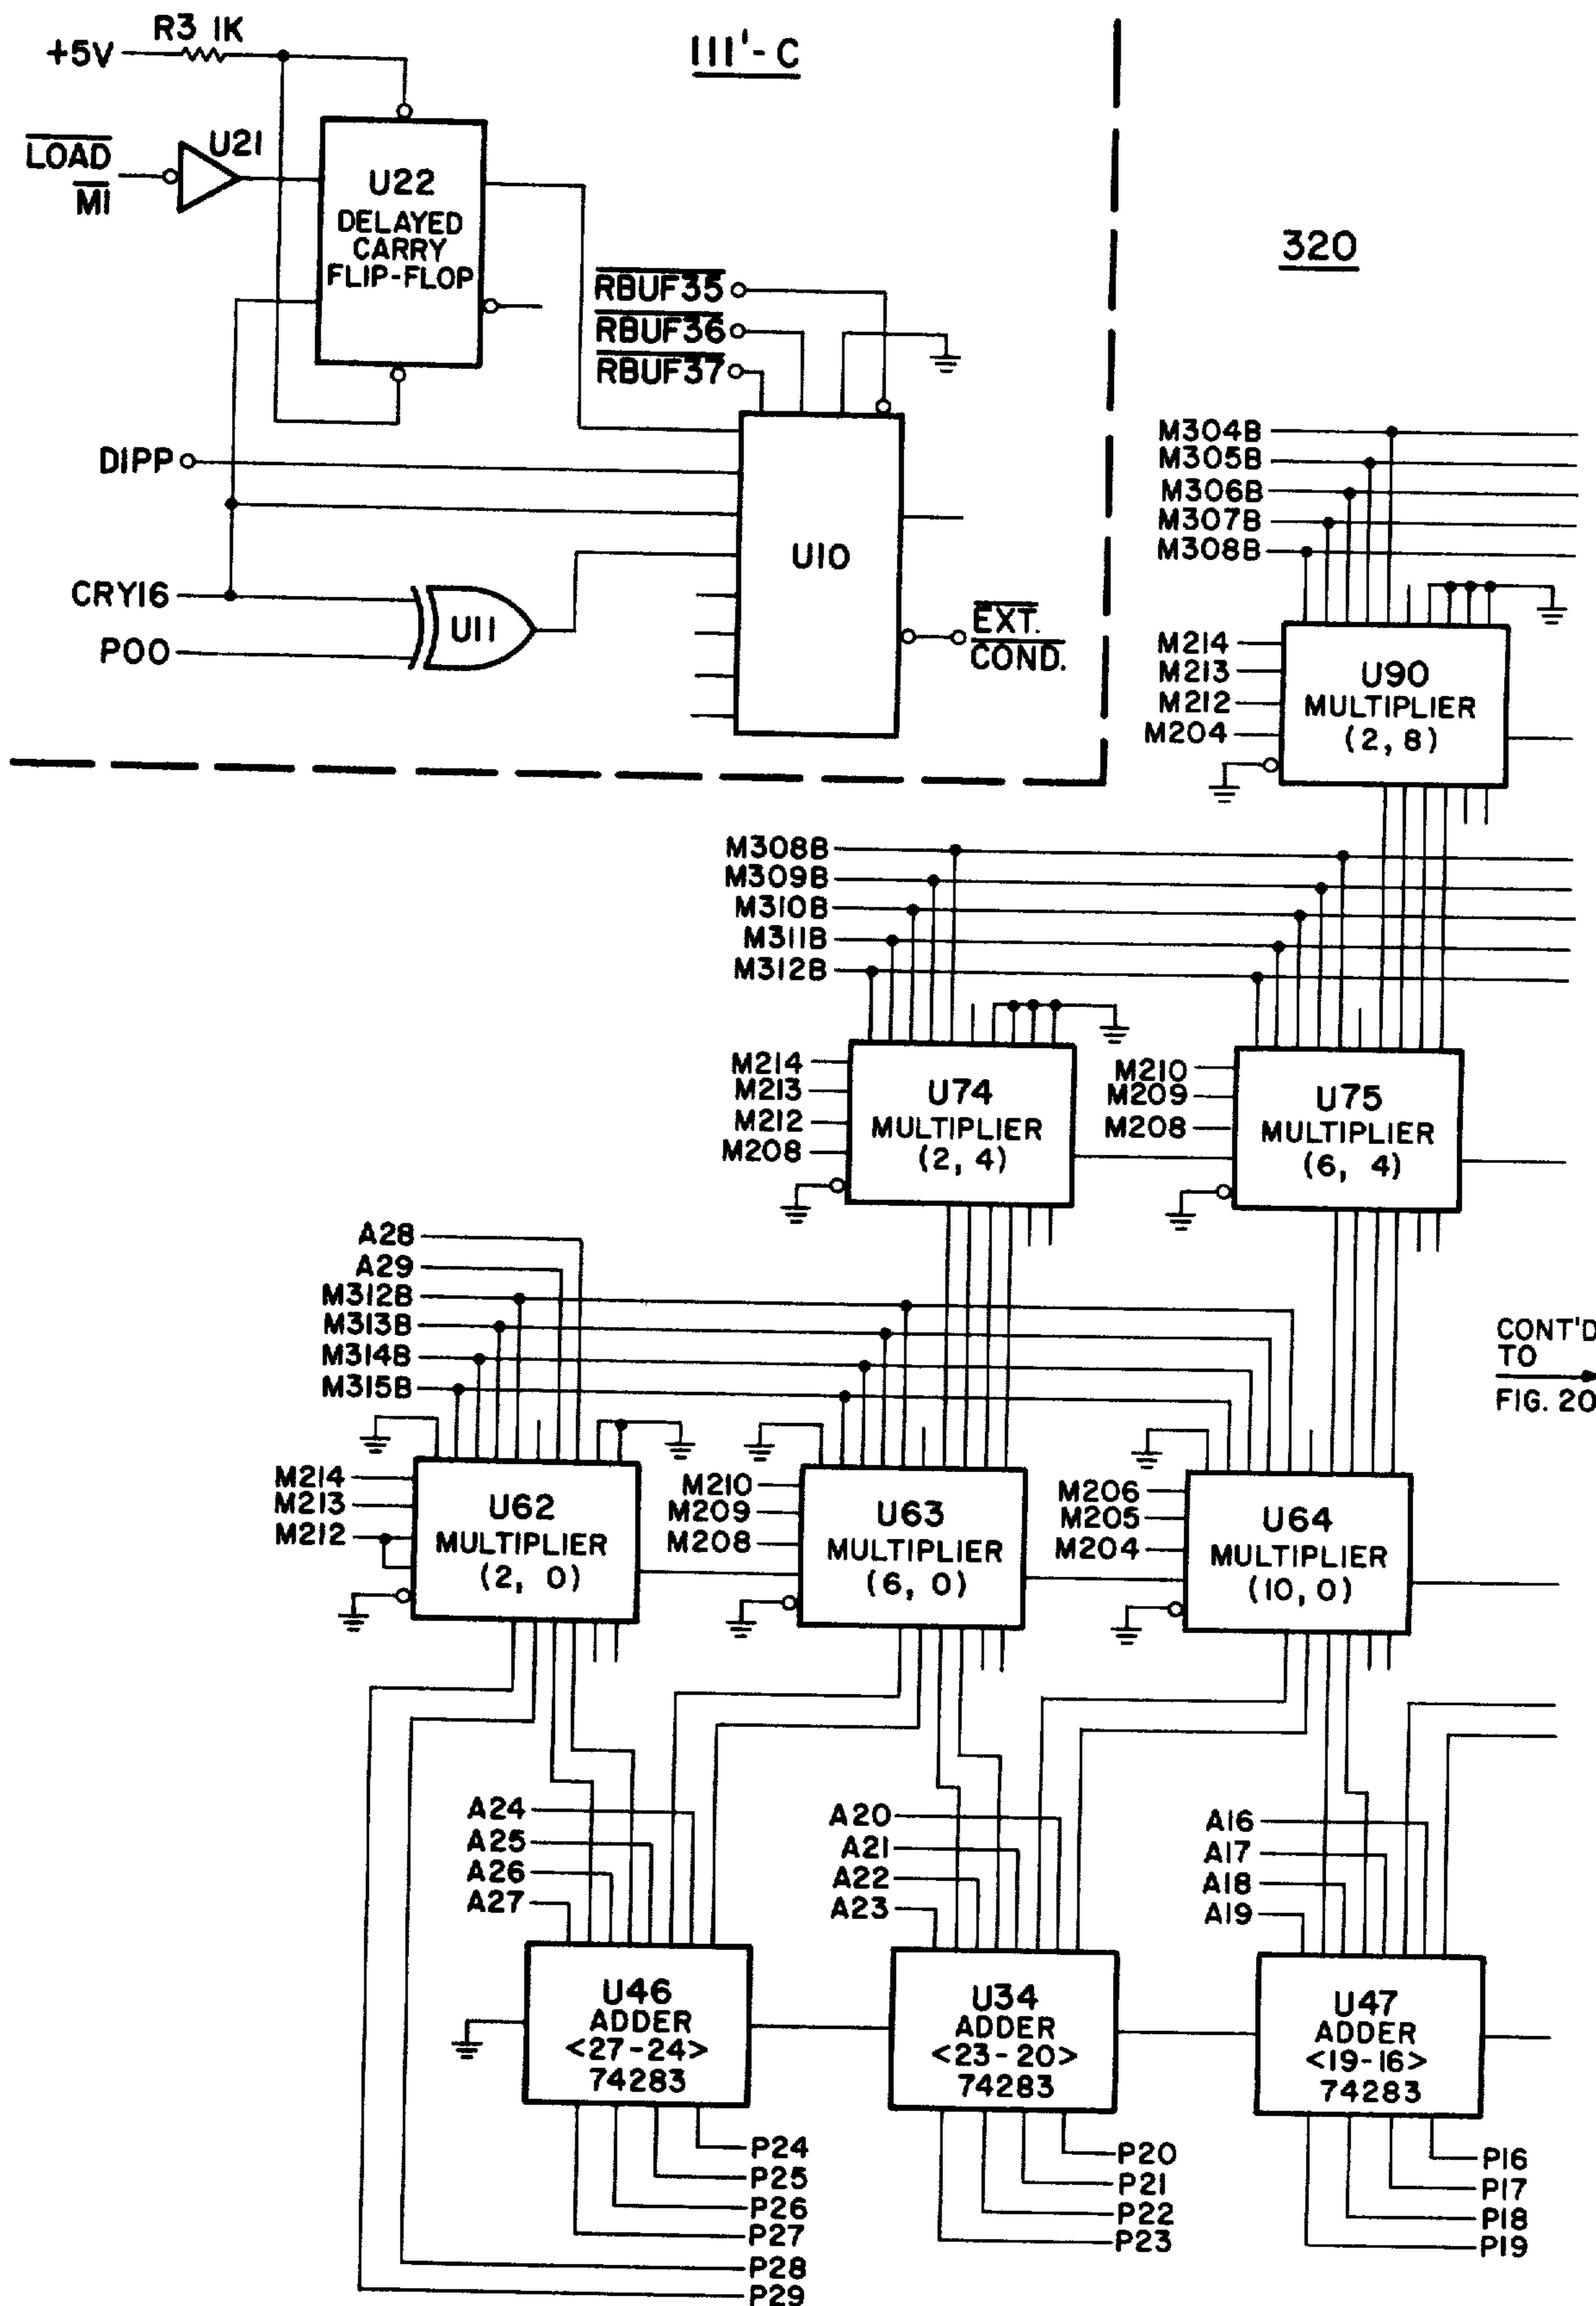 R3 1K
+5V
111'-C
LOAD
M1
U21
U22
DELAYED
CARRY
FLIP-FLOP
RBUF35
RBUF36
RBUF37
320
DIPP
U10
CRY16
P00
U11
EXT.
COND.
M304B
M305B
M306B
M307B
M308B
M214
M213
M212
M204
U90
MULTIPLIER
(2, 8)
M308B
M309B
M310B
M311B
M312B
M214
M213
M212
M208
U74
MULTIPLIER
(2, 4)
M210
M209
M208
U75
MULTIPLIER
(6, 4)
A28
A29
M312B
M313B
M314B
M315B
CONT'D
TO
FIG. 20
M214
M213
M212
U62
MULTIPLIER
(2, 0)
M210
M209
M208
U63
MULTIPLIER
(6, 0)
M206
M205
M204
U64
MULTIPLIER
(10, 0)
A24
A25
A26
A27
A20
A21
A22
A23
A16
A17
A18
A19
U46
ADDER
<27-24>
74283
U34
ADDER
<23-20>
74283
U47
ADDER
<19-16>
74283
P24
P25
P26
P27
P28
P29
P20
P21
P22
P23
P16
P17
P18
P19